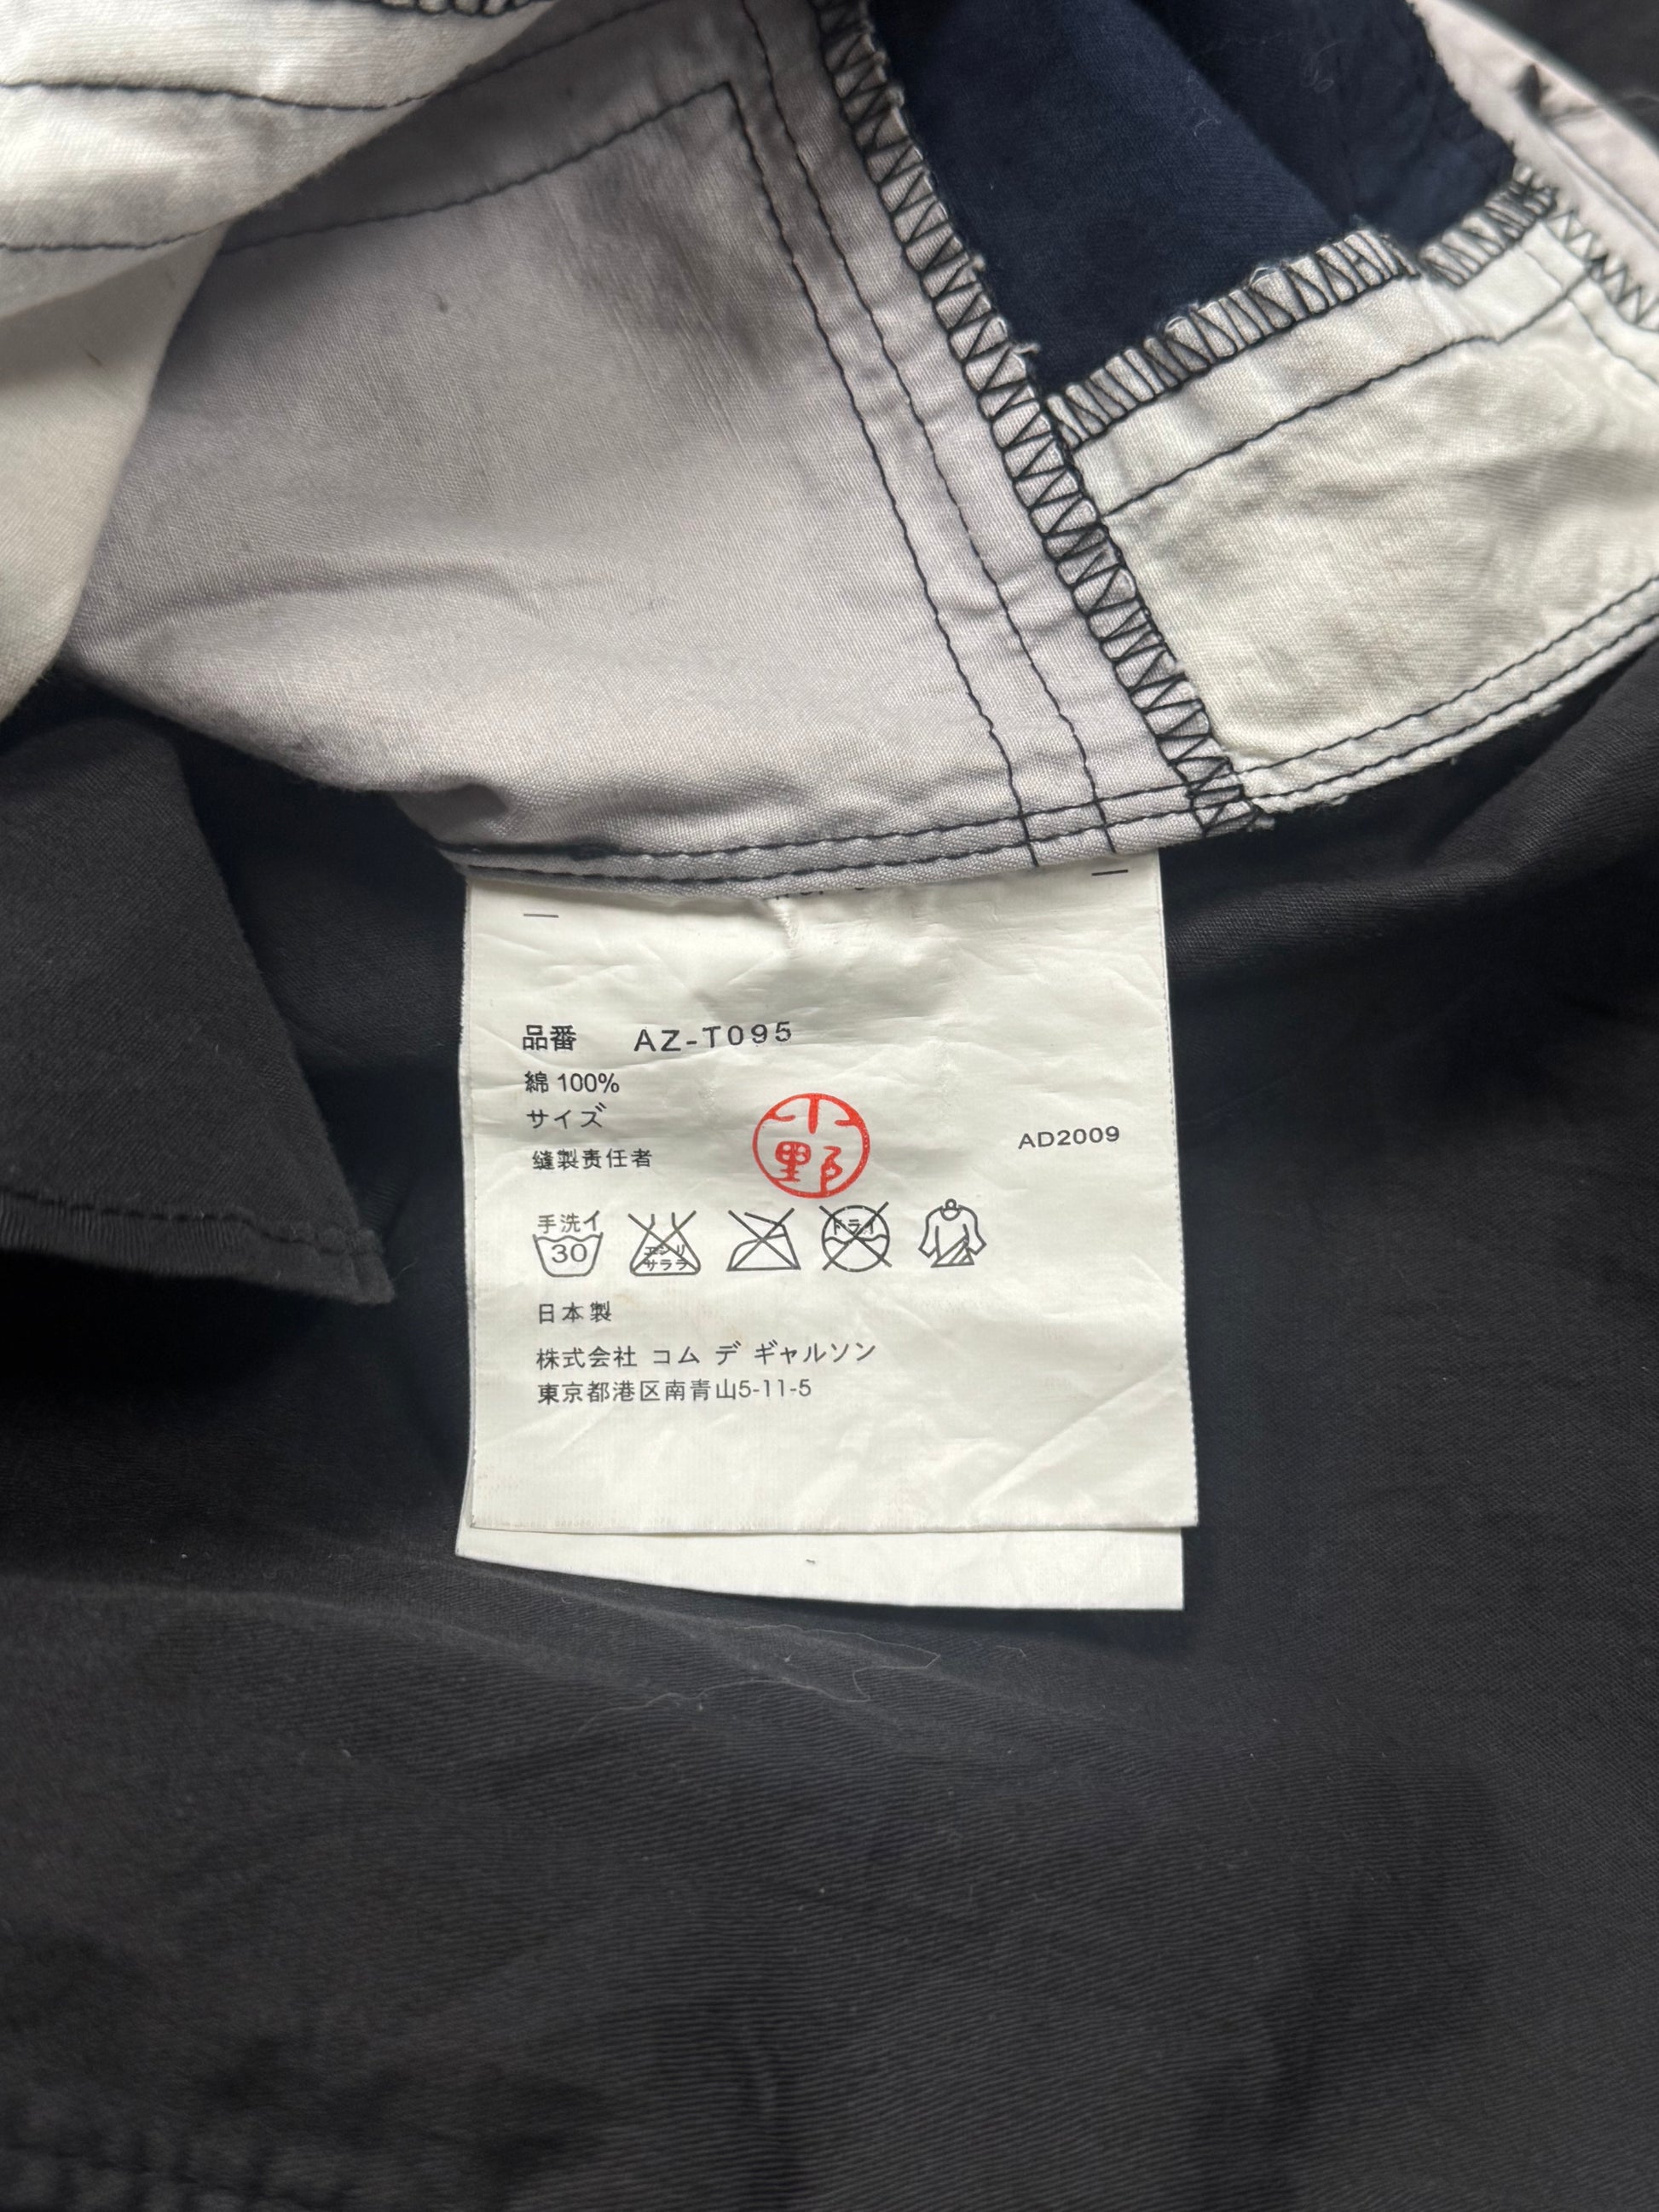 品番 AZ-T095
綿 100%
サイズ
縫製責任者
小野
AD2009
手洗イ
30
エンソ
サラシ
ドライ
日本製
株式会社 コム デ ギャルソン
東京都港区南青山5-11-5